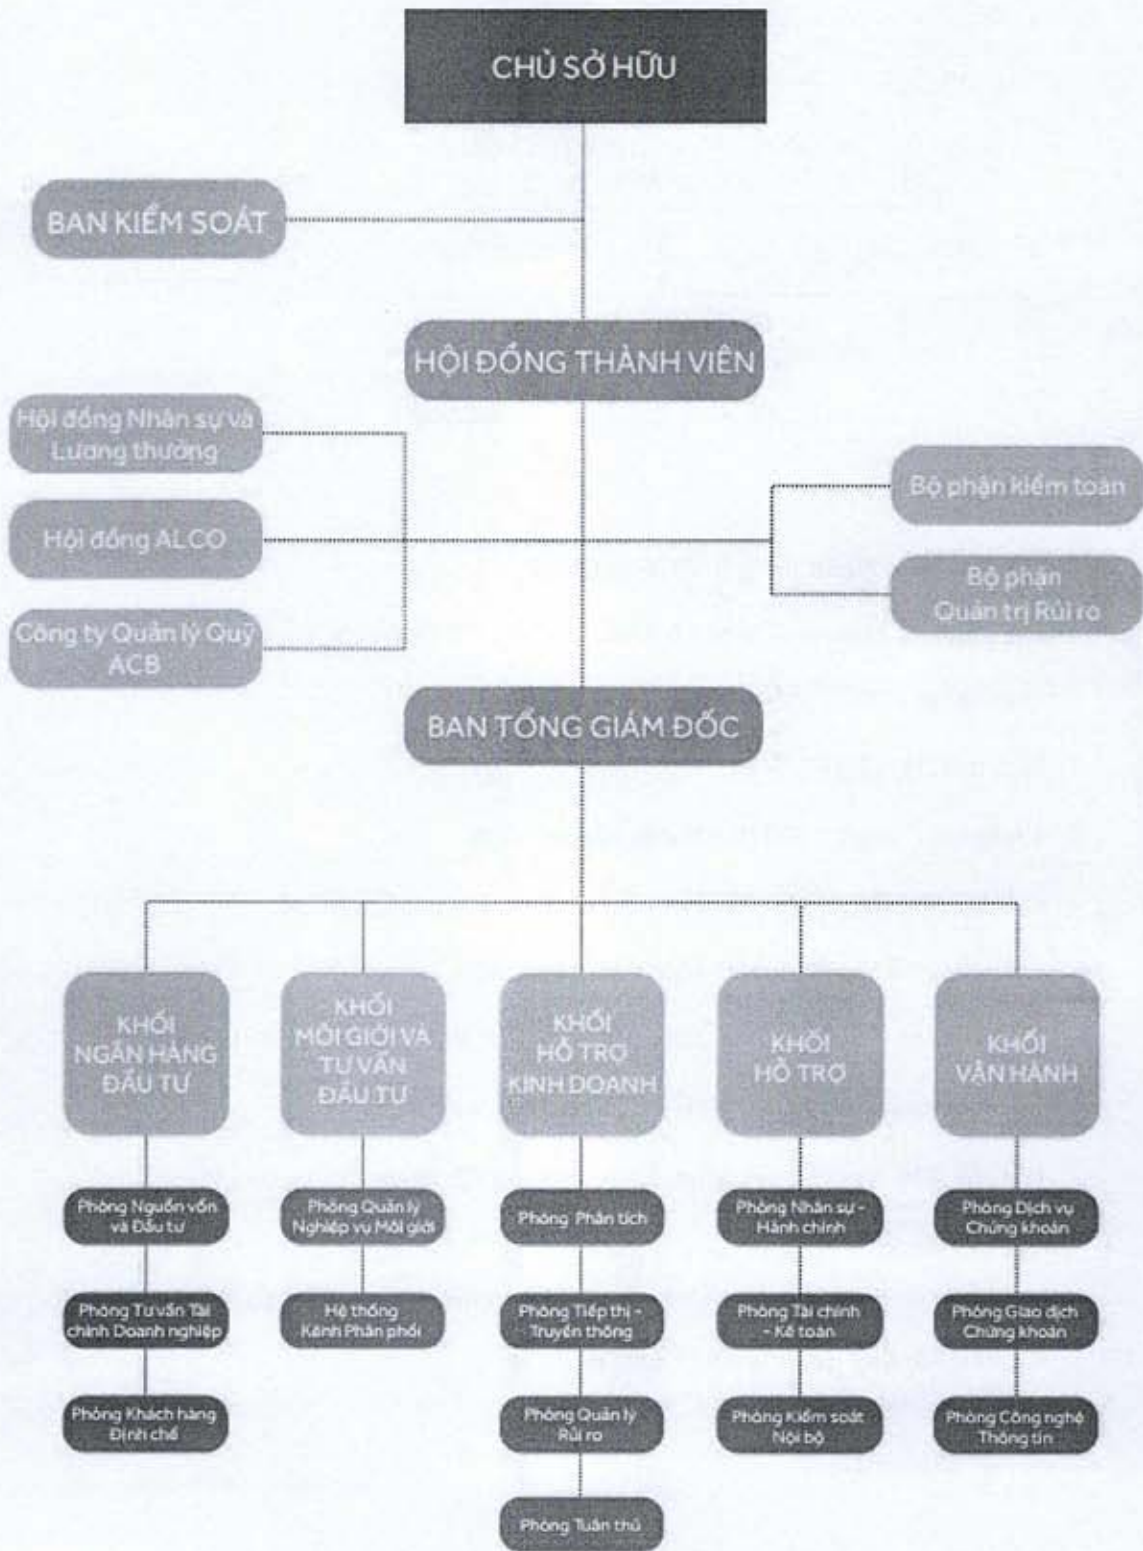 CHỦ SỞ HỮU
BAN KIỂM SOÁT
HỘI ĐỒNG THÀNH VIÊN
Hội đồng Nhân sự và
Lương thưởng
Hội đồng ALCO
Công ty Quản lý Quỹ
ACB
Bộ phận kiểm toán
Bộ phận
Quản trị Rủi ro
BAN TỔNG GIÁM ĐỐC
KHỐI
NGÂN HÀNG
ĐẦU TƯ
KHỐI
MÔI GIỚI VÀ
TƯ VẤN
ĐẦU TƯ
KHỐI
HỖ TRỢ
KINH DOANH
KHỐI
HỖ TRỢ
KHỐI
VẬN HÀNH
Phòng Nguồn vốn
và Đầu tư
Phòng Quản lý
Nghiệp vụ Môi giới
Phòng Phân tích
Phòng Nhân sự -
Hành chính
Phòng Dịch vụ
Chứng khoán
Phòng Tư vấn Tài
chính Doanh nghiệp
Hệ thống
Kênh Phân phối
Phòng Tiếp thị -
Truyền thông
Phòng Tài chính
- Kế toán
Phòng Giao dịch
Chứng khoán
Phòng Khách hàng
Định chế
Phòng Quản lý
Rủi ro
Phòng Kiểm soát
Nội bộ
Phòng Công nghệ
Thông tin
Phòng Tuân thủ